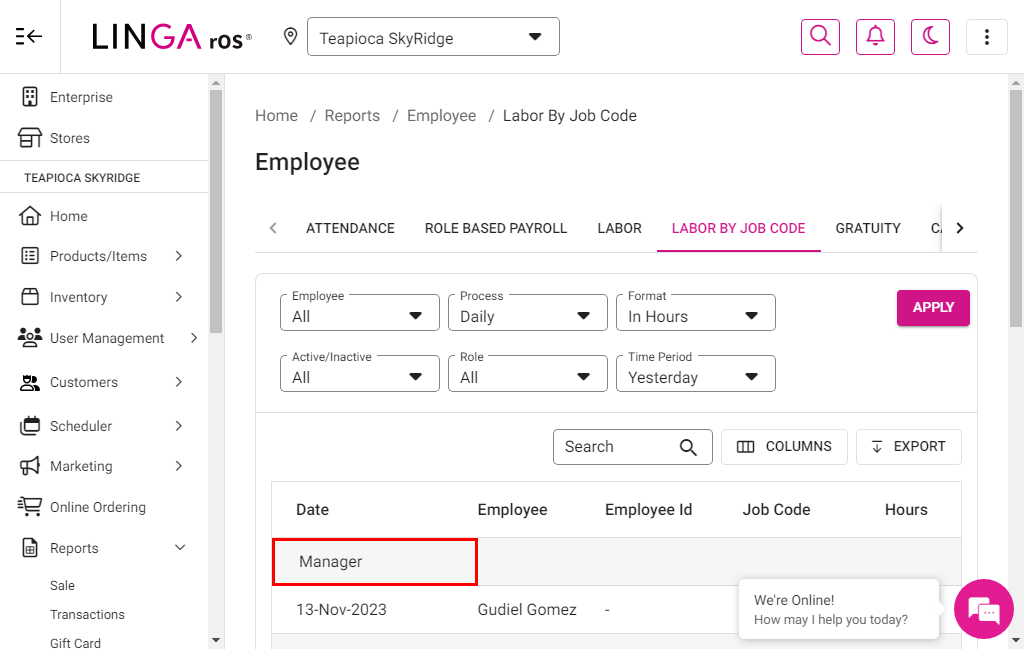 LINGA ros®
Teapioca SkyRidge
Enterprise
Stores
TEAPIOCA SKYRIDGE
Home
Products/Items
Inventory
User Management
Customers
Scheduler
Marketing
Online Ordering
Reports
Sale
Transactions
Gift Card
Home / Reports / Employee / Labor By Job Code
Employee
ATTENDANCE ROLE BASED PAYROLL LABOR LABOR BY JOB CODE GRATUITY
Employee Process Format
All Daily In Hours
APPLY
Active/Inactive Role Time Period
All All Yesterday
Search COLUMNS EXPORT
Date Employee Employee Id Job Code Hours
Manager
13-Nov-2023 Gudiel Gomez -
We're Online!
How may I help you today?